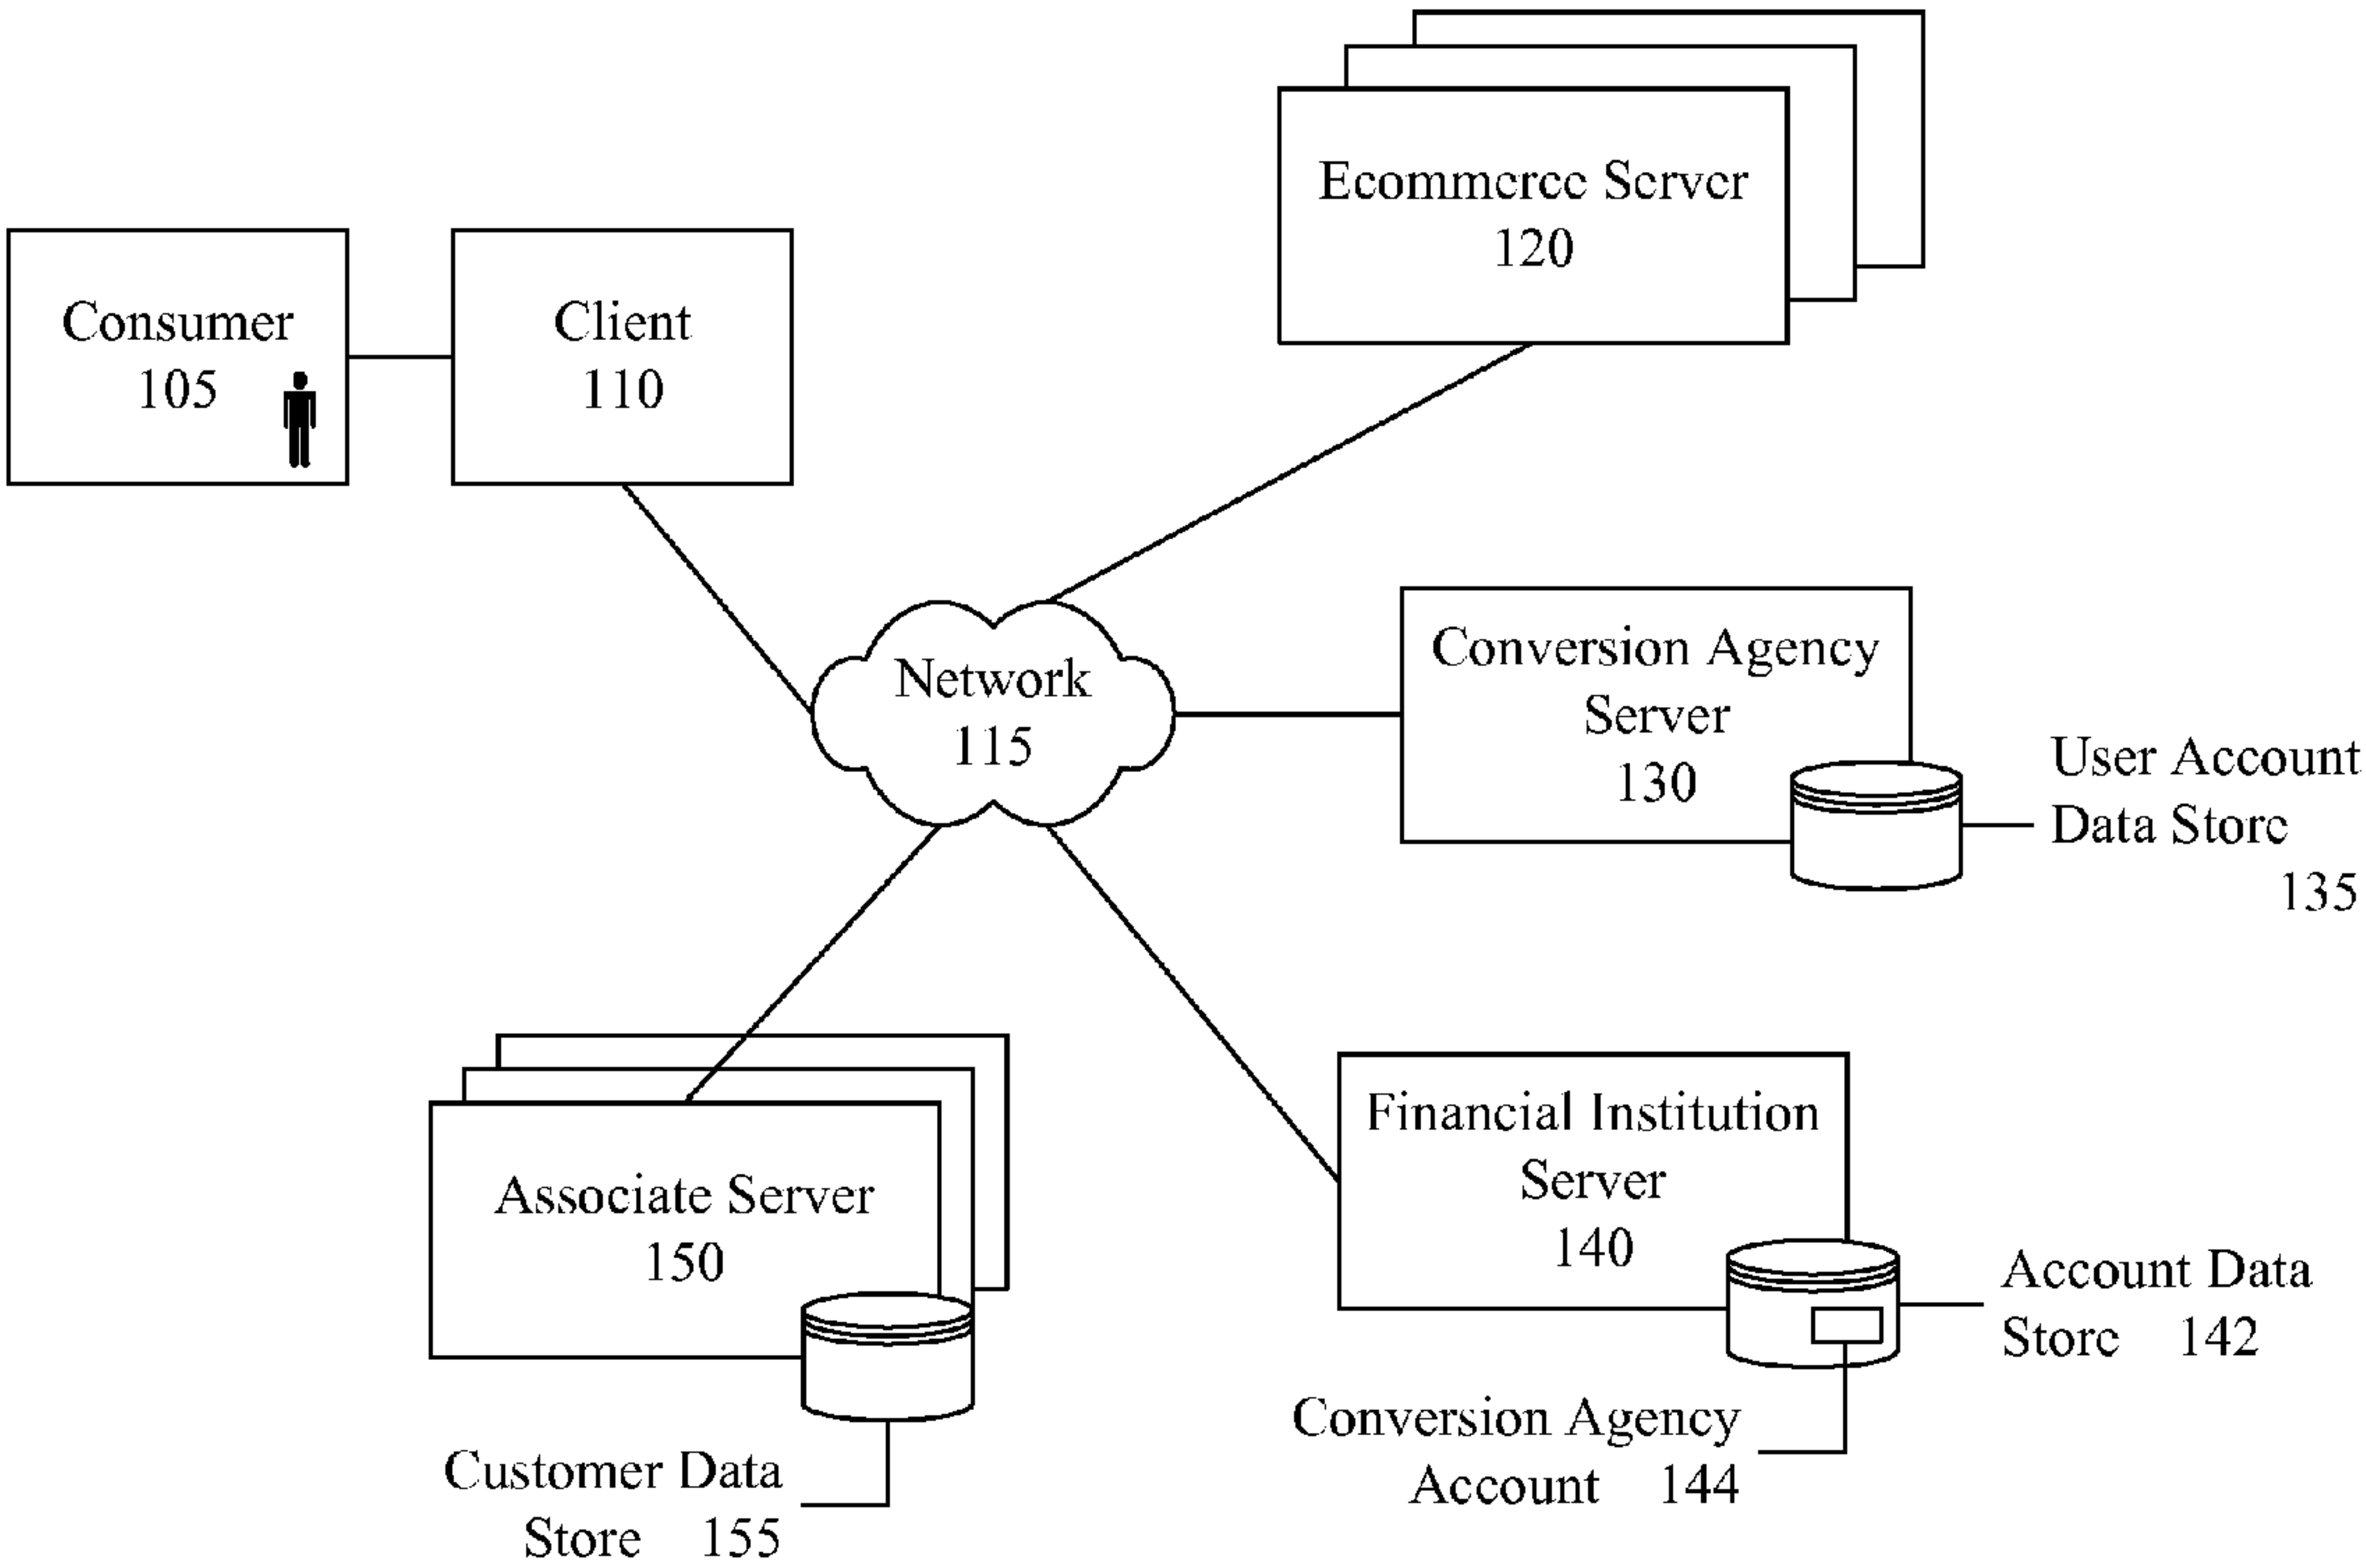 Ecommerce Server
120
Consumer
105
Client
110
Network
115
Conversion Agency
Server
130
User Account
Data Store
135
Associate Server
150
Customer Data
Store 155
Financial Institution
Server
140
Account Data
Store 142
Conversion Agency
Account 144